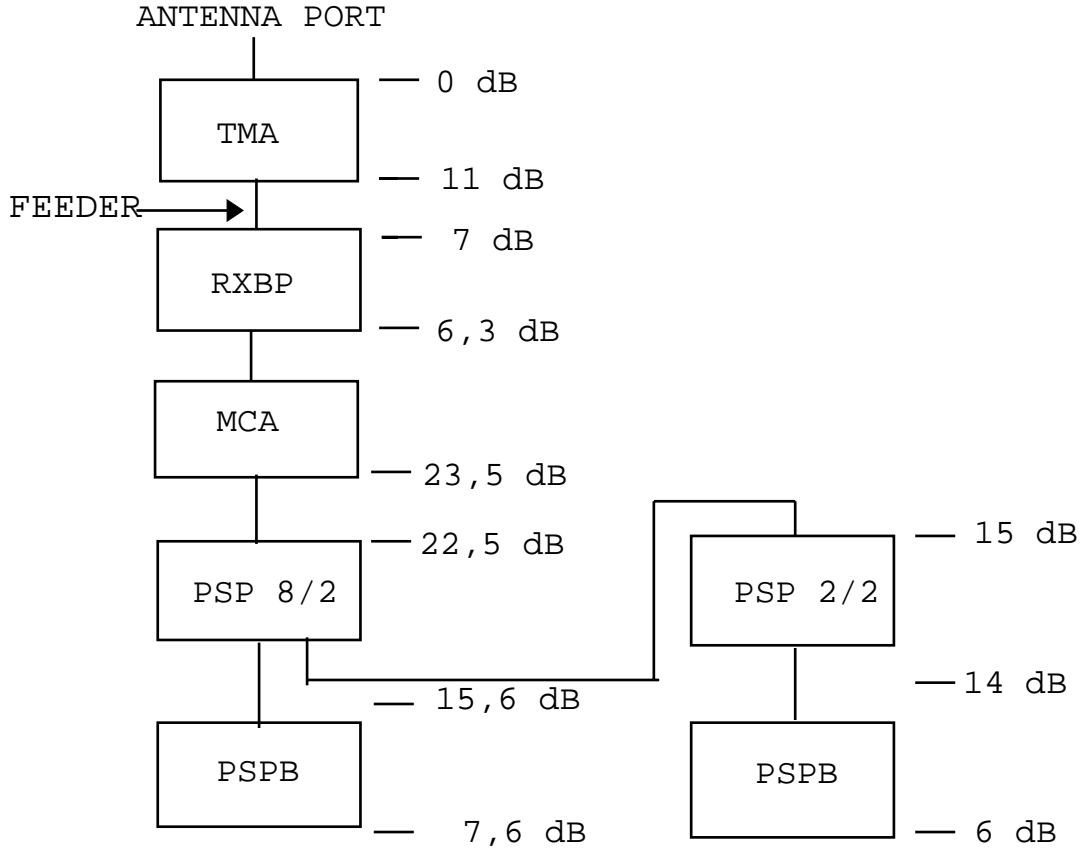 ANTENNA PORT
0 dB
TMA
11 dB
FEEDER
7 dB
RXBP
6,3 dB
MCA
23,5 dB
22,5 dB
PSP 8/2
15,6 dB
PSPB
7,6 dB
15 dB
PSP 2/2
14 dB
PSPB
6 dB